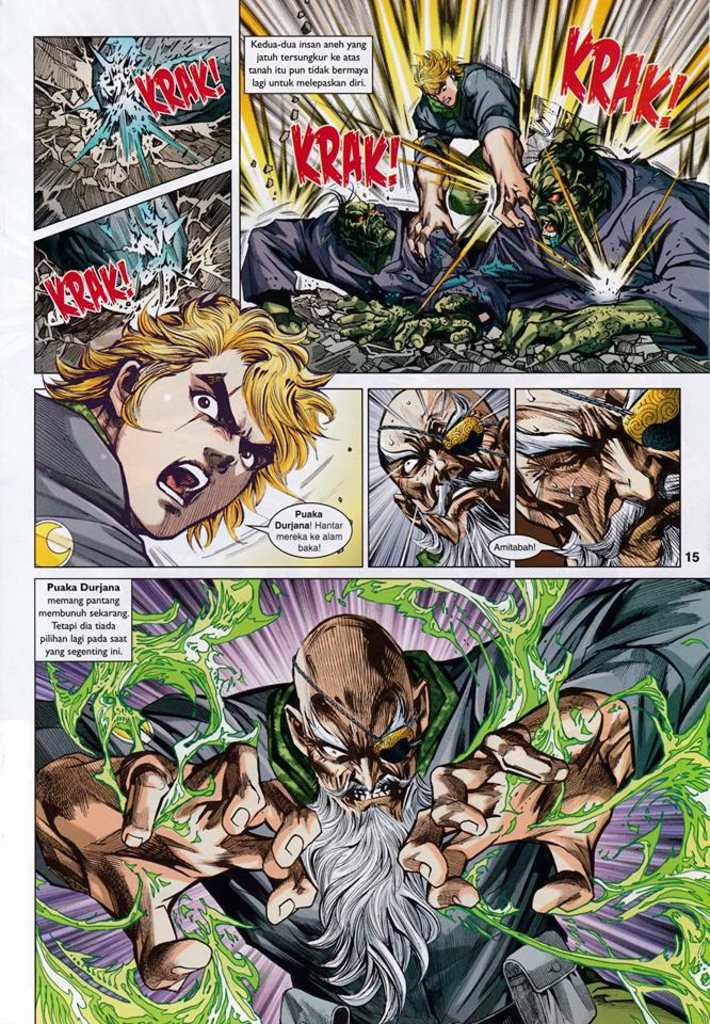 KRAK!
KRAK!
Kedua-dua insan aneh yang
jatuh tersungkur ke atas
tanah itu pun tidak bermaya
lagi untuk melepaskan diri.
KRAK!
KRAK!
Puaka
Durjana! Hantar
mereka ke alam
baka!
Amitabah!
15
Puaka Durjana
memang pantang
membunuh sekarang.
Tetapi dia tiada
pilihan lagi pada saat
yang segenting ini.